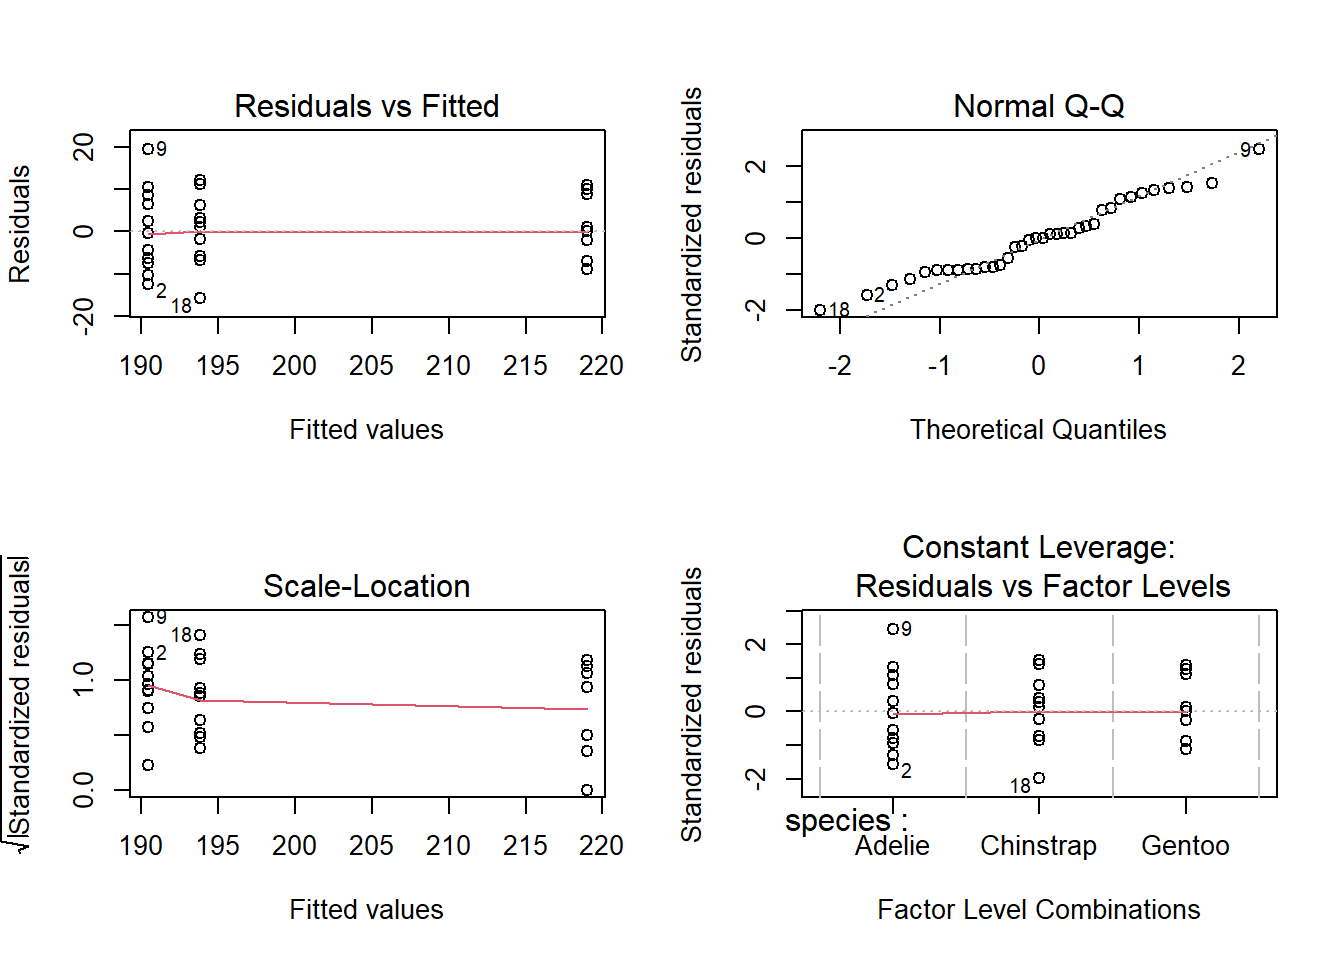 Residuals vs Fitted
Residuals
20
0
-20
9
2
18
190 195 200 205 210 215 220
Fitted values
Normal Q-Q
Standardized residuals
2
0
-2
9
2
18
-2 -1 0 1 2
Theoretical Quantiles
Scale-Location
√|Standardized residuals|
1.0
0.0
9
18
2
190 195 200 205 210 215 220
Fitted values
Constant Leverage:
Residuals vs Factor Levels
Standardized residuals
2
0
-2
9
2
18
species :
Adelie Chinstrap Gentoo
Factor Level Combinations